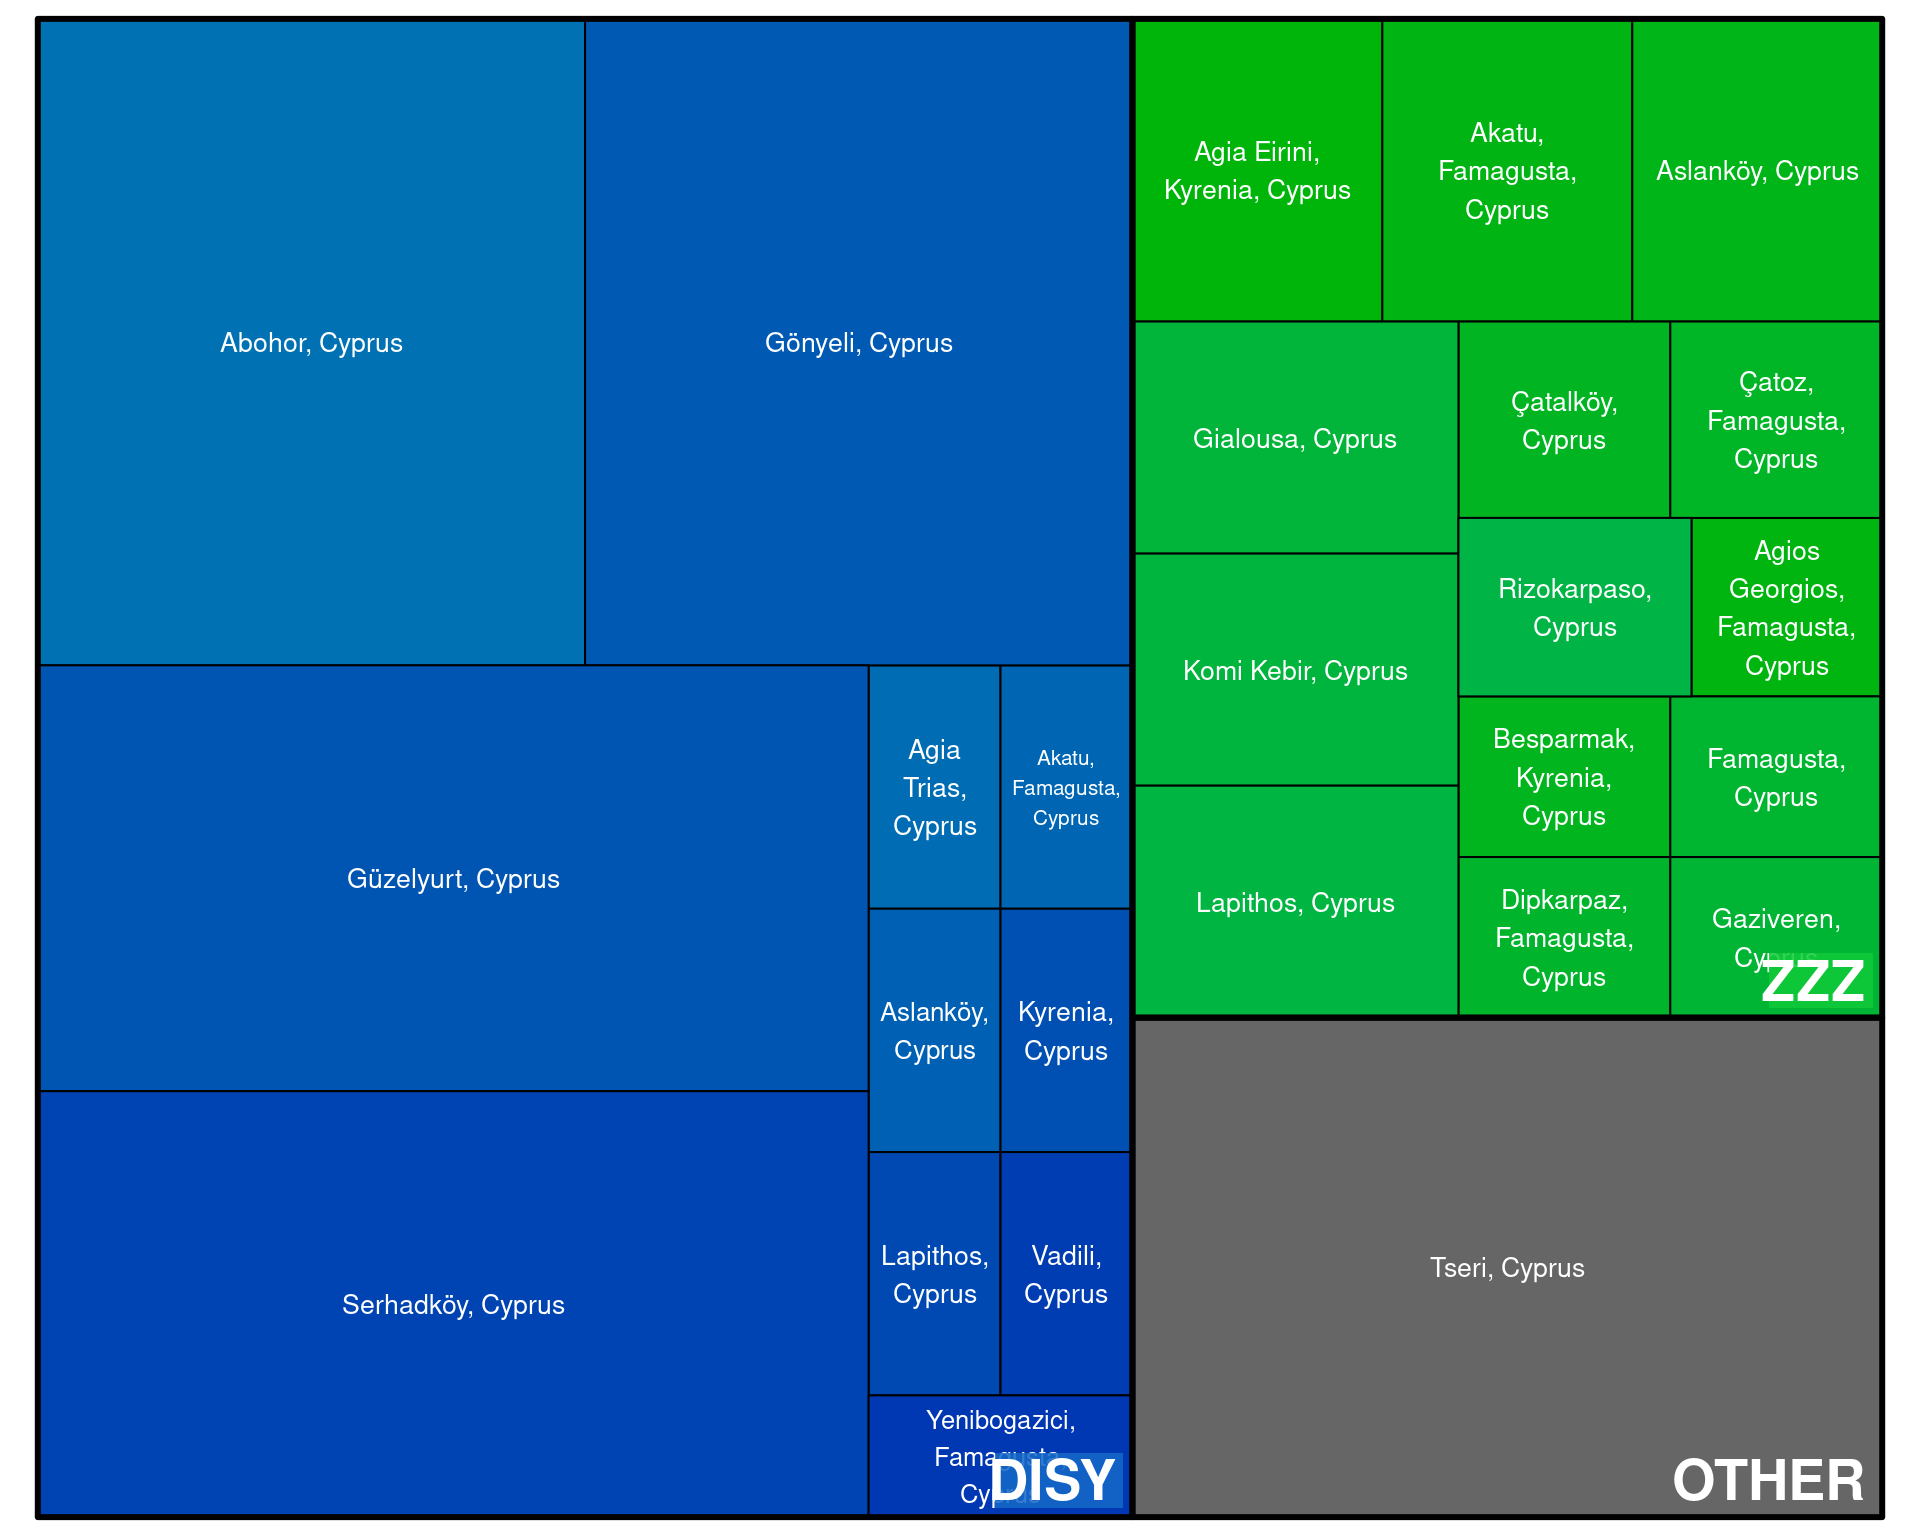 Abohor, Cyprus
Gönyeli, Cyprus
Güzelyurt, Cyprus
Serhadköy, Cyprus
Agia
Trias,
Cyprus
Akatu,
Famagusta,
Cyprus
Aslanköy,
Cyprus
Kyrenia,
Cyprus
Lapithos,
Cyprus
Vadili,
Cyprus
Yenibogazici,
Famagusta,
Cyprus
DISY
Agia Eirini,
Kyrenia, Cyprus
Akatu,
Famagusta,
Cyprus
Aslanköy, Cyprus
Gialousa, Cyprus
Komi Kebir, Cyprus
Lapithos, Cyprus
Çatalköy,
Cyprus
Çatoz,
Famagusta,
Cyprus
Rizokarpaso,
Cyprus
Agios
Georgios,
Famagusta,
Cyprus
Besparmak,
Kyrenia,
Cyprus
Famagusta,
Cyprus
Dipkarpaz,
Famagusta,
Cyprus
Gaziveren,
Cyprus
ZZZ
Tseri, Cyprus
OTHER